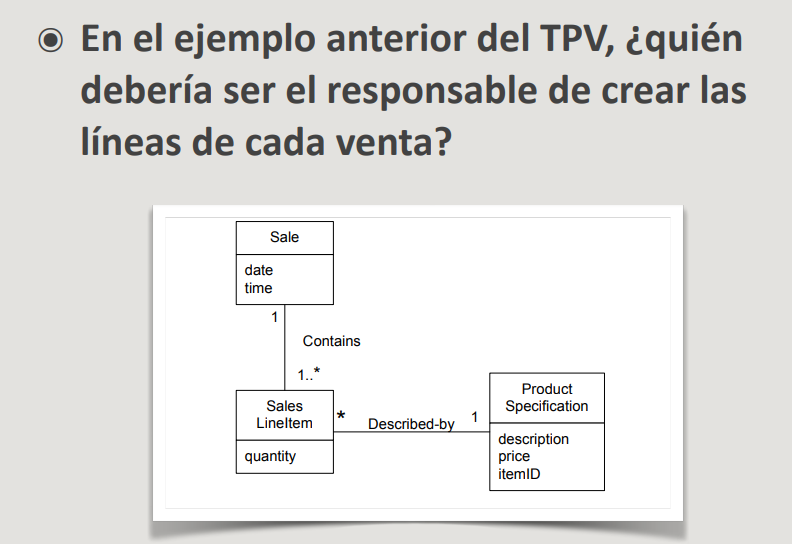 En el ejemplo anterior del TPV, ¿quién
debería ser el responsable de crear las
líneas de cada venta?
Sale
date
time
1
Contains
1..*
Sales
LineItem
quantity
*
Described-by
1
Product
Specification
description
price
itemID